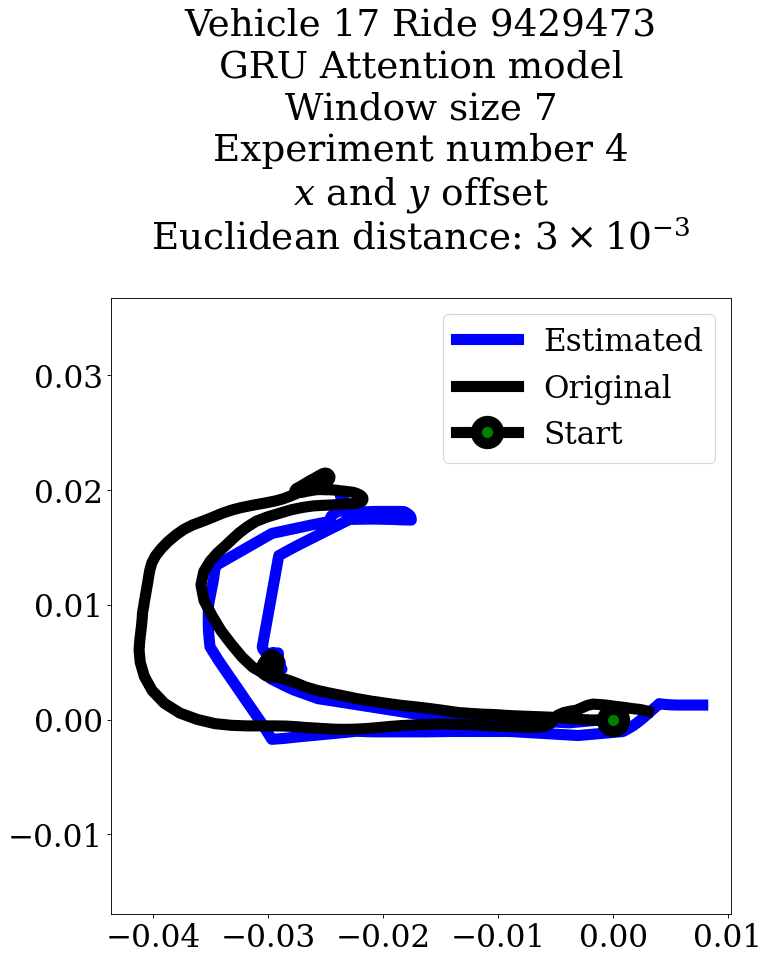 Vehicle 17 Ride 9429473
GRU Attention model
Window size 7
Experiment number 4
x and y offset
Euclidean distance: 3 × 10⁻³
Estimated
Original
Start
0.03
0.02
0.01
0.00
−0.01
−0.04 −0.03 −0.02 −0.01 0.00 0.01